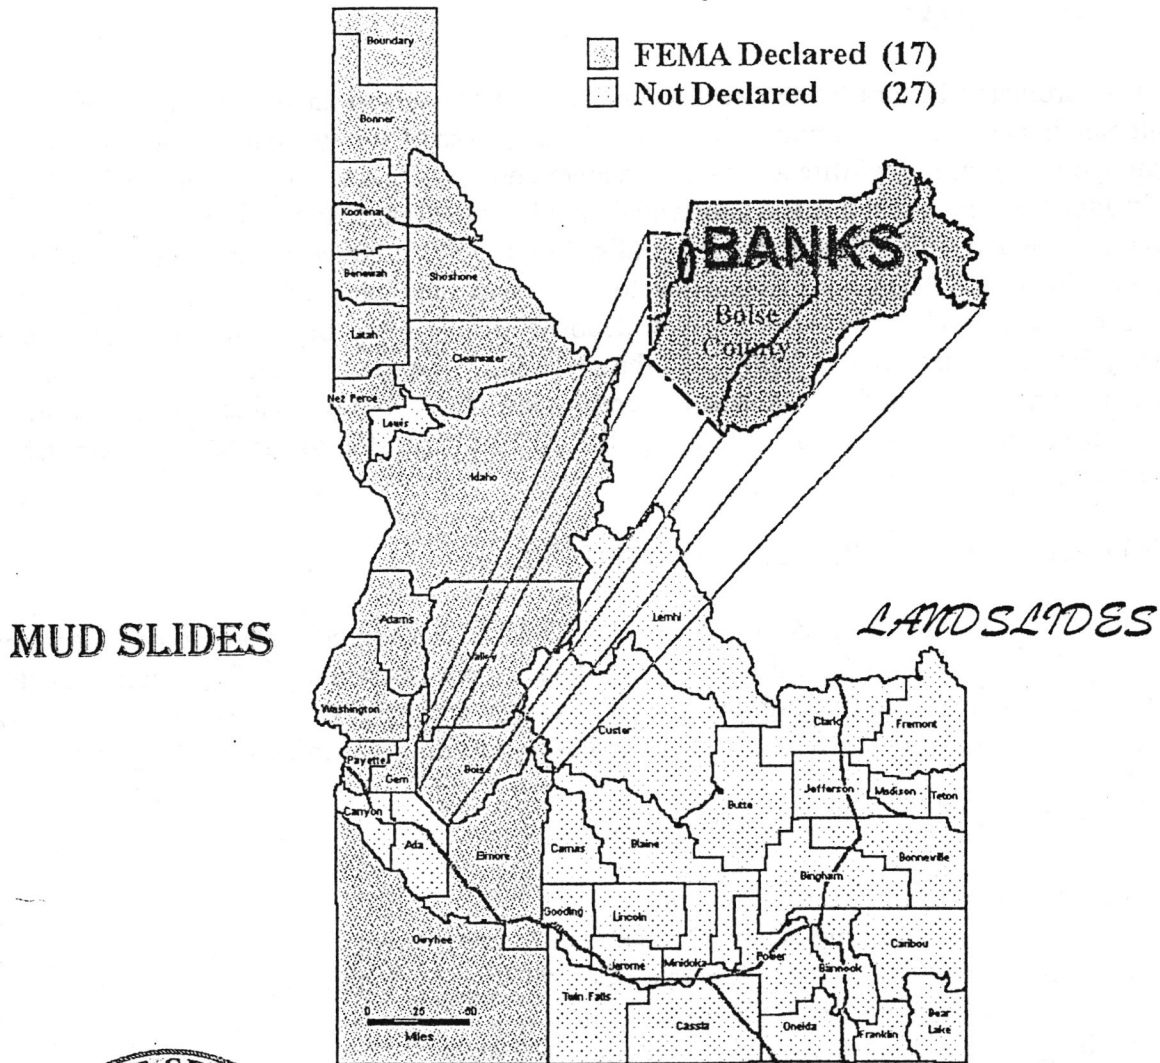 FEMA Declared (17)
Not Declared (27)
Boundary
Bonner
Kootenai
Benewah
Shoshone
Latah
Clearwater
Nez Perce
Lewis
Idaho
BANKS
Boise
County
MUD SLIDES
LANDSLIDES
Adams
Valley
Lemhi
Washington
Custer
Clark
Fremont
Payette
Gem
Boise
Butte
Jefferson
Madison
Teton
Canyon
Ada
Elmore
Camas
Blaine
Bingham
Bonneville
Gooding
Lincoln
Owyhee
Jerome
Minidoka
Power
Bannock
Caribou
Twin Falls
Cassia
Oneida
Franklin
Bear
Lake
0 25 50
Miles